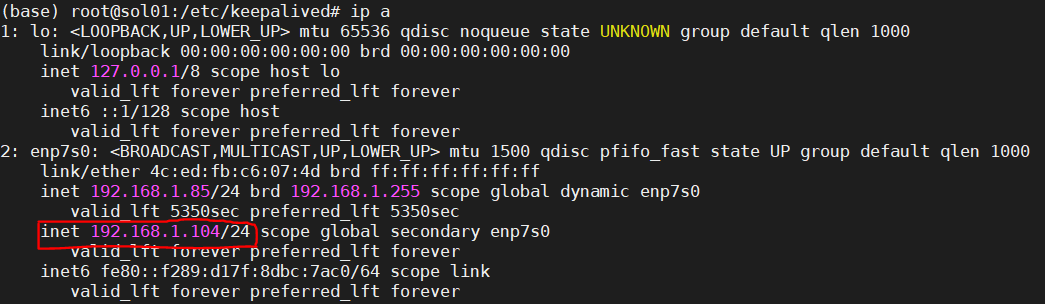 (base) root@sol01:/etc/keepalived# ip a
1: lo: <LOOPBACK,UP,LOWER_UP> mtu 65536 qdisc noqueue state UNKNOWN group default qlen 1000
link/loopback 00:00:00:00:00:00 brd 00:00:00:00:00:00
inet 127.0.0.1/8 scope host lo
valid_lft forever preferred_lft forever
inet6 ::1/128 scope host
valid_lft forever preferred_lft forever
2: enp7s0: <BROADCAST,MULTICAST,UP,LOWER_UP> mtu 1500 qdisc pfifo_fast state UP group default qlen 1000
link/ether 4c:ed:fb:c6:07:4d brd ff:ff:ff:ff:ff:ff
inet 192.168.1.85/24 brd 192.168.1.255 scope global dynamic enp7s0
valid_lft 5350sec preferred_lft 5350sec
inet 192.168.1.104/24 scope global secondary enp7s0
valid_lft forever preferred_lft forever
inet6 fe80::f289:d17f:8dbc:7ac0/64 scope link
valid_lft forever preferred_lft forever